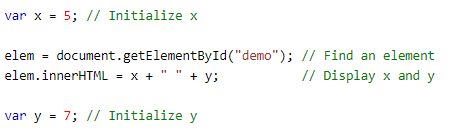 var x = 5; // Initialize x
elem = document.getElementById("demo"); // Find an element
elem.innerHTML = x + " " + y;           // Display x and y
var y = 7; // Initialize y